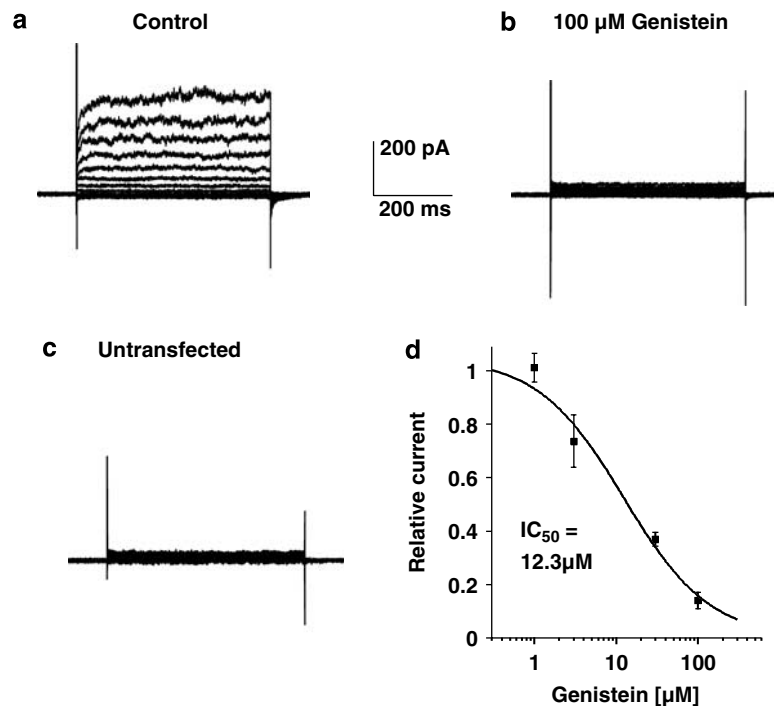 a
Control
b
100 µM Genistein
200 pA
200 ms
c
Untransfected
d
Relative current
1
0.8
0.6
0.4
0.2
0
IC50 =
12.3µM
1
10
100
Genistein [µM]